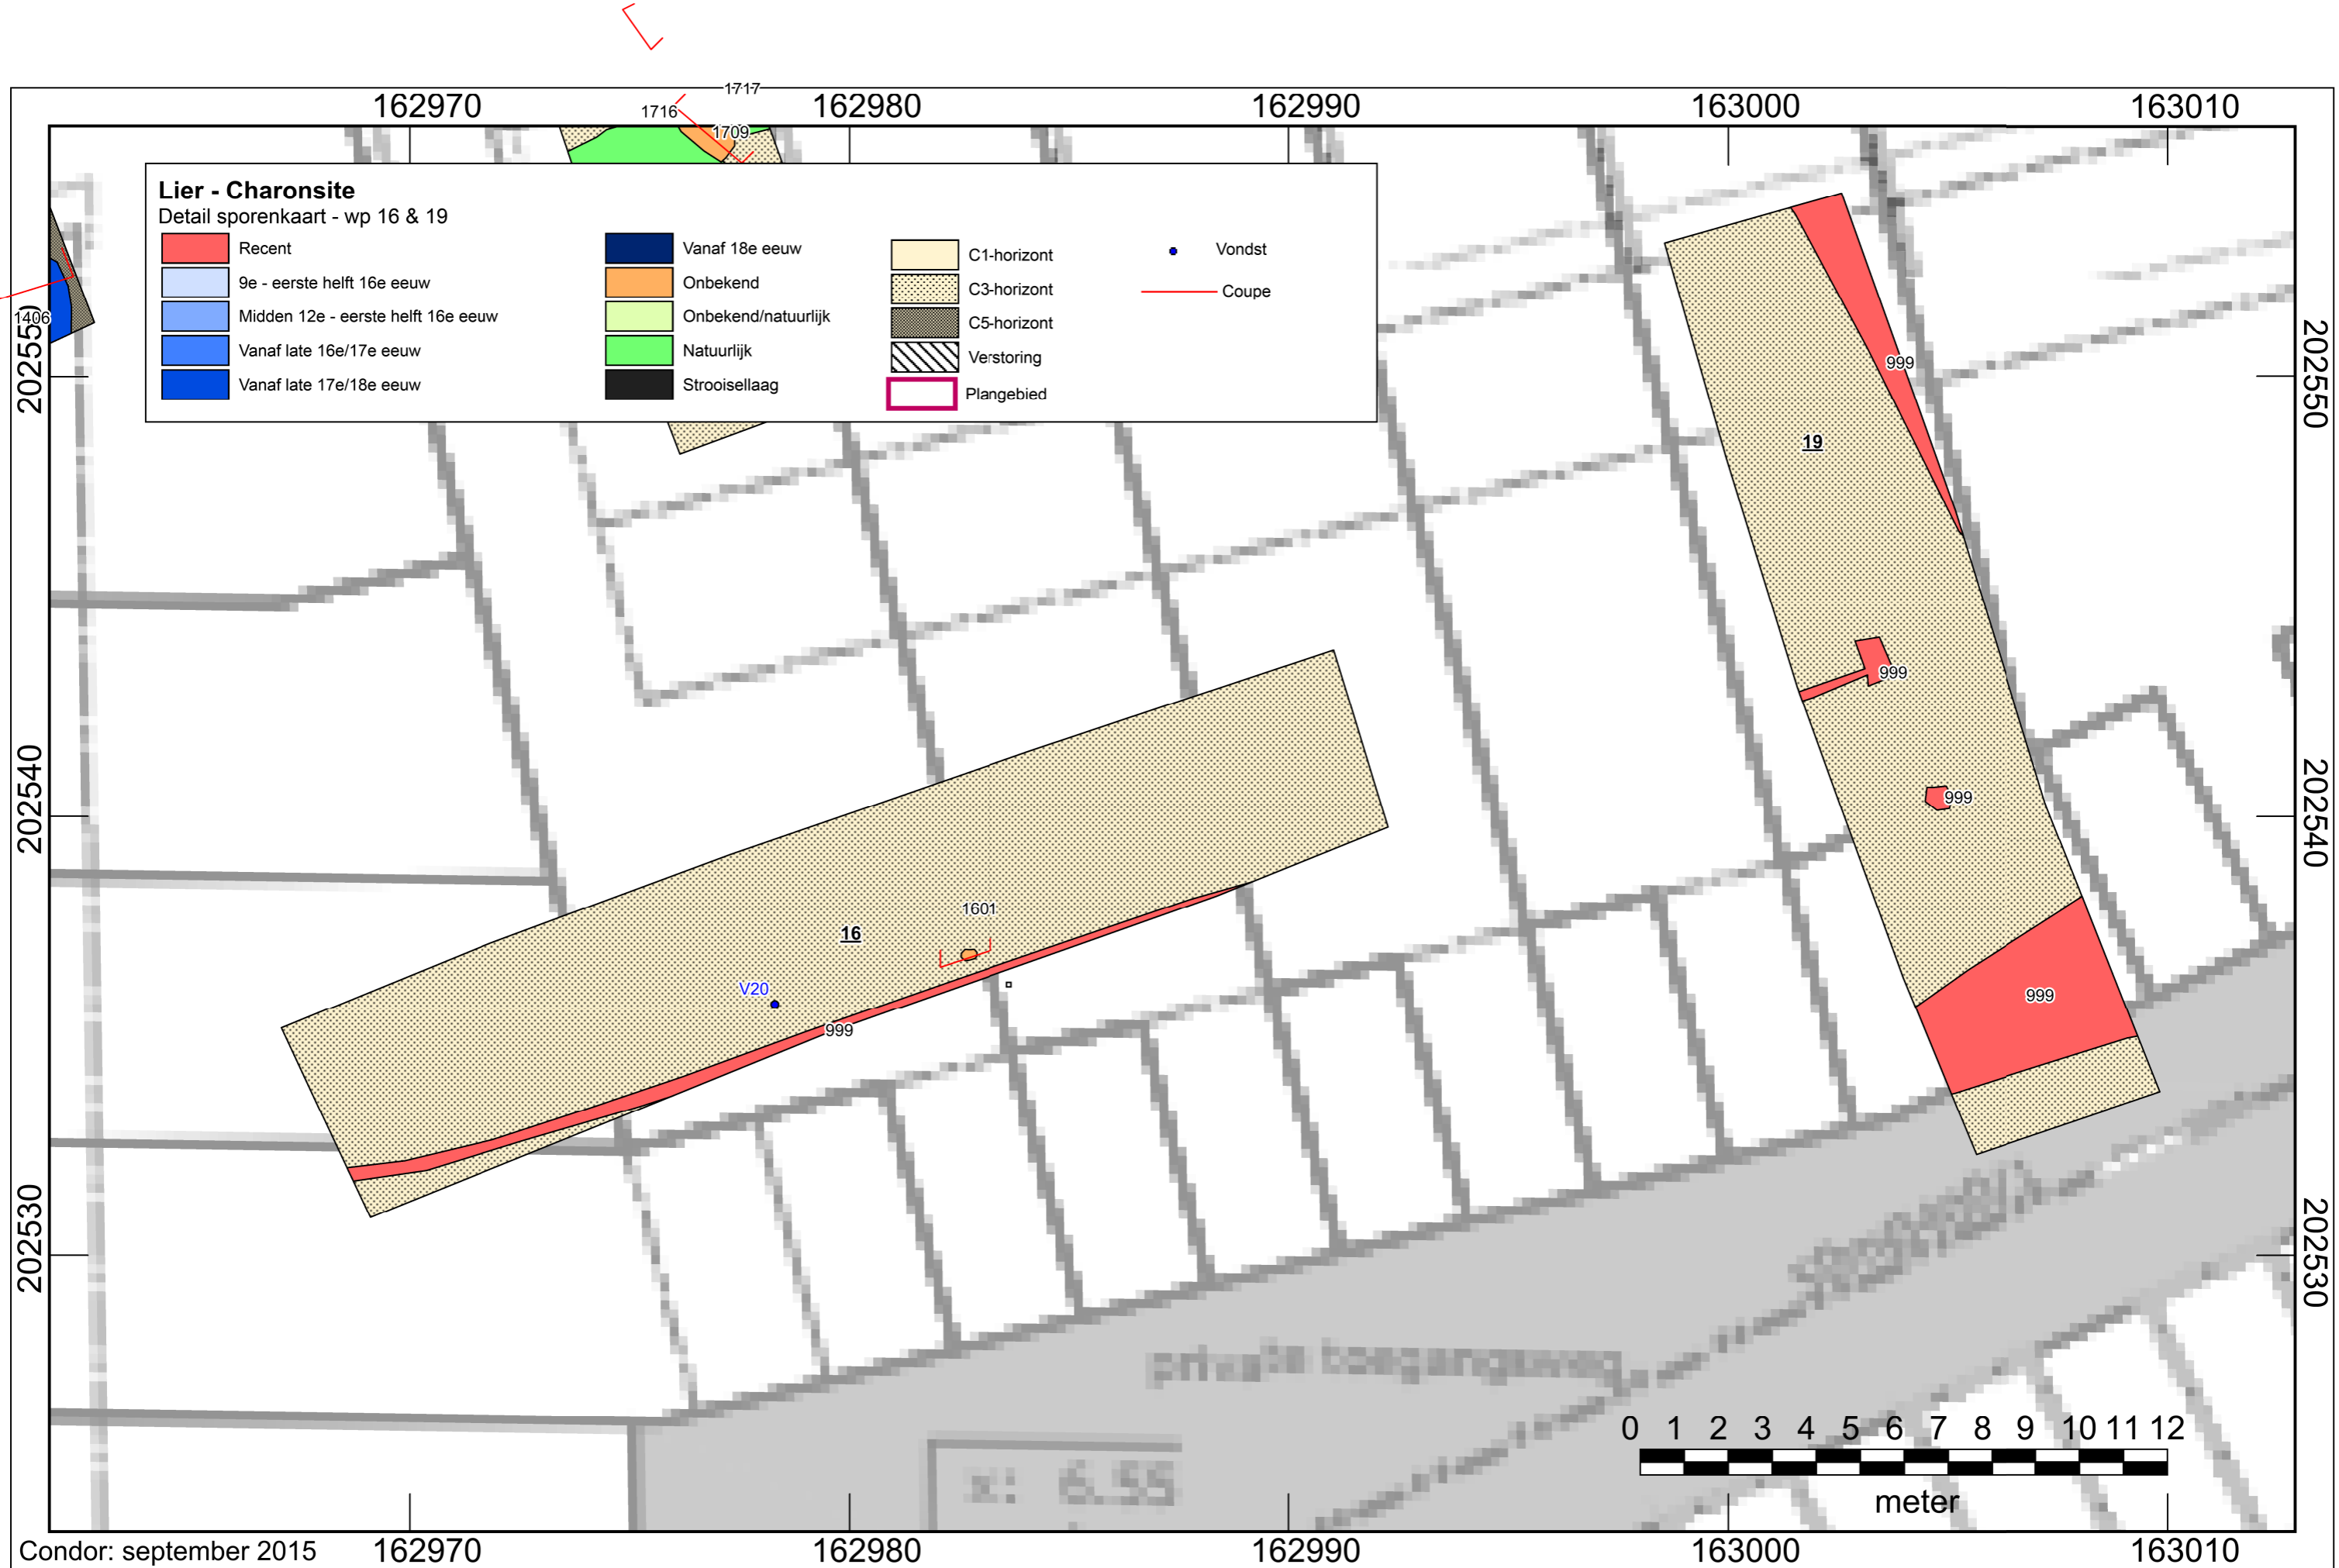 1717
162970 162980 162990 163000 163010
1716
1709
Lier - Charonsite
Detail sporenkaart - wp 16 & 19
Recent
9e - eerste helft 16e eeuw
Midden 12e - eerste helft 16e eeuw
Vanaf late 16e/17e eeuw
Vanaf late 17e/18e eeuw
Vanaf 18e eeuw
Onbekend
Onbekend/natuurlijk
Natuurlijk
Strooisellaag
C1-horizont
C3-horizont
C5-horizont
Verstoring
Plangebied
Vondst
Coupe
1406
202550
202550
999
19
999
999
202540
202540
1601
16
V20
999
999
202530
202530
private toegangsweg
z: 6.55
0 1 2 3 4 5 6 7 8 9 10 11 12
meter
Condor: september 2015
162970 162980 162990 163000 163010